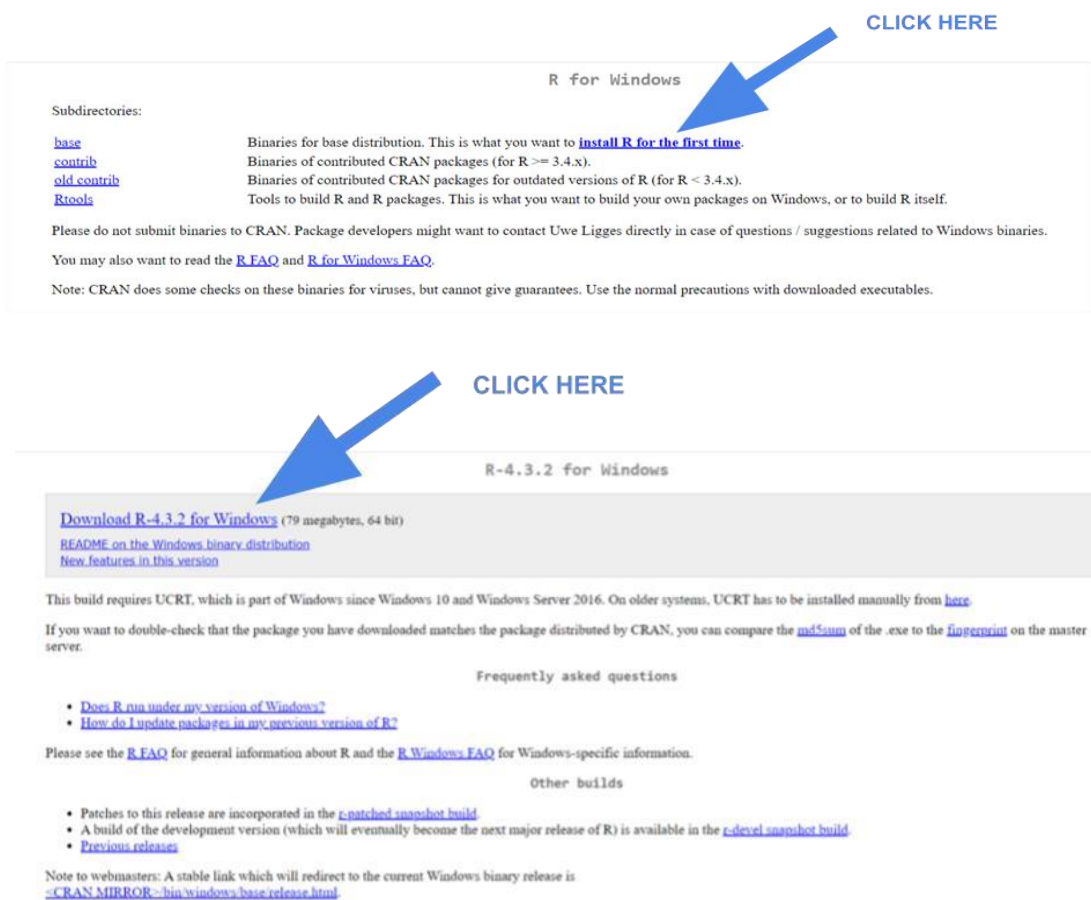 CLICK HERE
R for Windows
Subdirectories:
base Binaries for base distribution. This is what you want to install R for the first time.
contrib Binaries of contributed CRAN packages (for R >= 3.4.x).
old contrib Binaries of contributed CRAN packages for outdated versions of R (for R < 3.4.x).
Rtools Tools to build R and R packages. This is what you want to build your own packages on Windows, or to build R itself.
Please do not submit binaries to CRAN. Package developers might want to contact Uwe Ligges directly in case of questions / suggestions related to Windows binaries.
You may also want to read the R FAQ and R for Windows FAQ.
Note: CRAN does some checks on these binaries for viruses, but cannot give guarantees. Use the normal precautions with downloaded executables.
CLICK HERE
R-4.3.2 for Windows
Download R-4.3.2 for Windows (79 megabytes, 64 bit)
README on the Windows binary distribution
New features in this version
This build requires UCRT, which is part of Windows since Windows 10 and Windows Server 2016. On older systems, UCRT has to be installed manually from here.
If you want to double-check that the package you have downloaded matches the package distributed by CRAN, you can compare the md5sum of the .exe to the fingerprint on the master
server.
Frequently asked questions
• Does R run under my version of Windows?
• How do I update packages in my previous version of R?
Please see the R FAQ for general information about R and the R Windows FAQ for Windows-specific information.
Other builds
• Patches to this release are incorporated in the r-patched snapshot build.
• A build of the development version (which will eventually become the next major release of R) is available in the r-devel snapshot build.
• Previous releases
Note to webmasters: A stable link which will redirect to the current Windows binary release is
<CRAN MIRROR>/bin/windows/base/release.html.